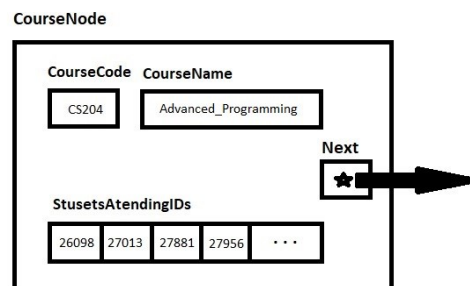 CourseNode
CourseCode CourseName
CS204 Advanced_Programming
Next
StusetsAtendingIDs
26098 27013 27881 27956 ...